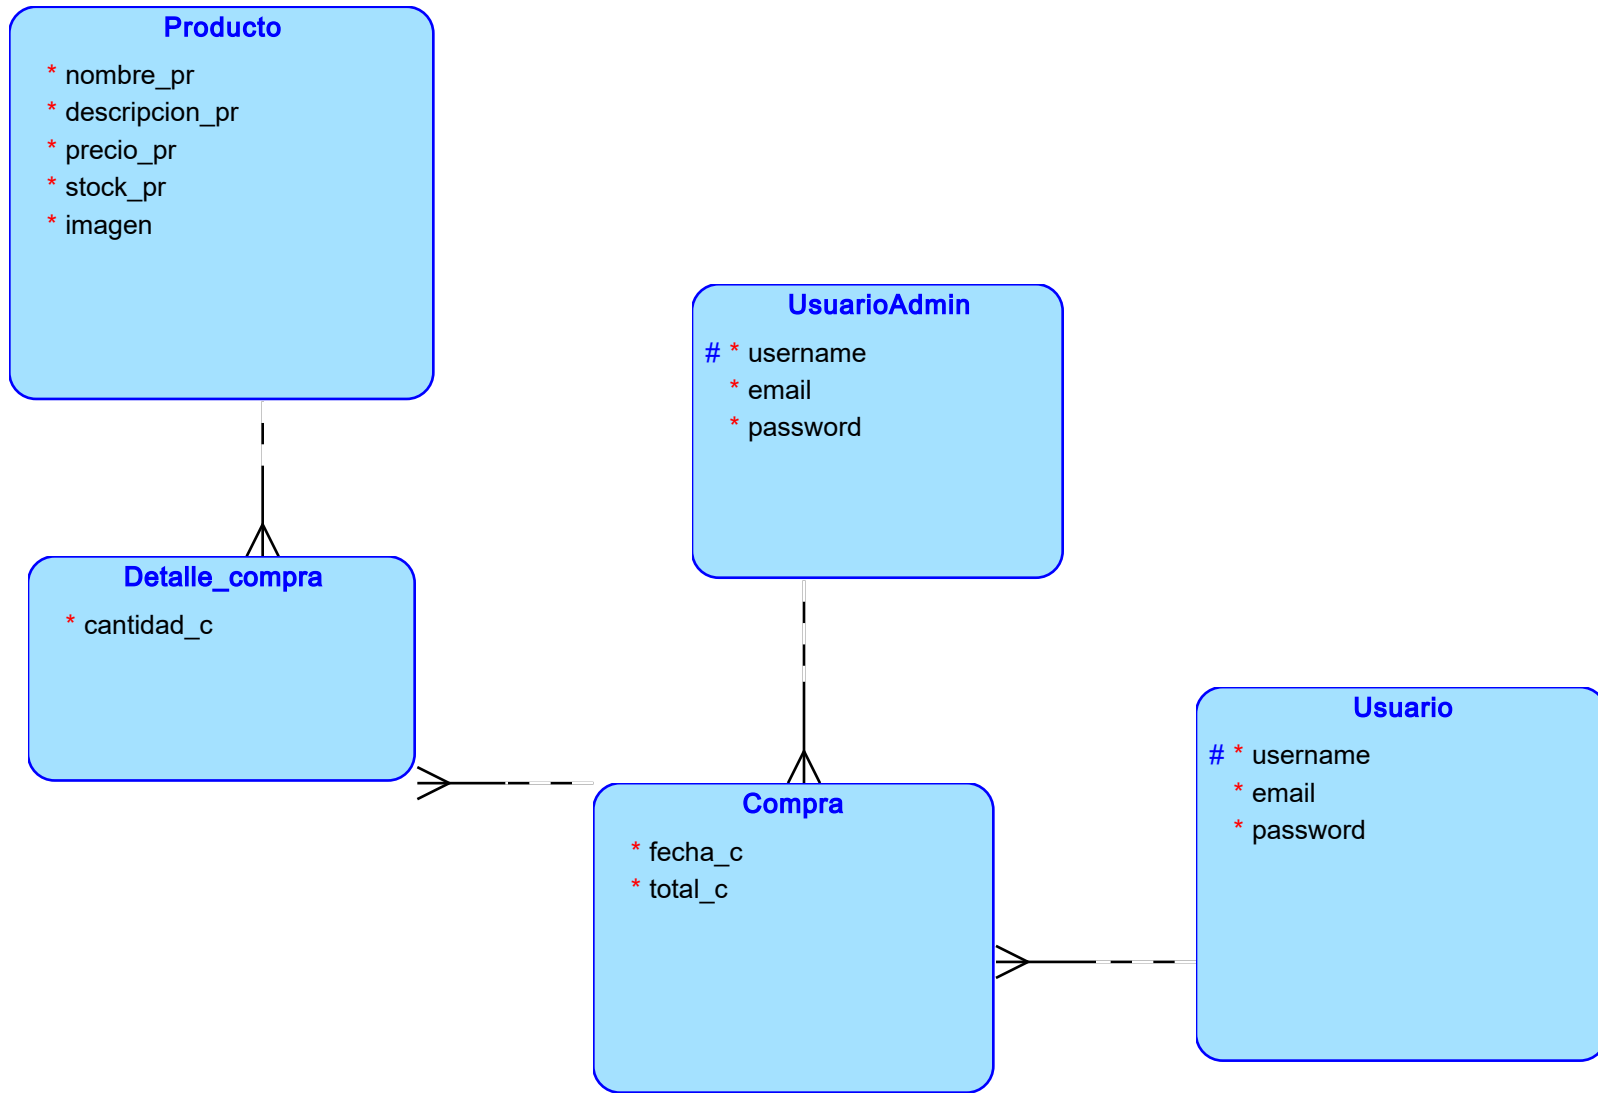 Producto
* nombre_pr
* descripcion_pr
* precio_pr
* stock_pr
* imagen
UsuarioAdmin
# * username
* email
* password
Detalle_compra
* cantidad_c
Usuario
# * username
* email
* password
Compra
* fecha_c
* total_c